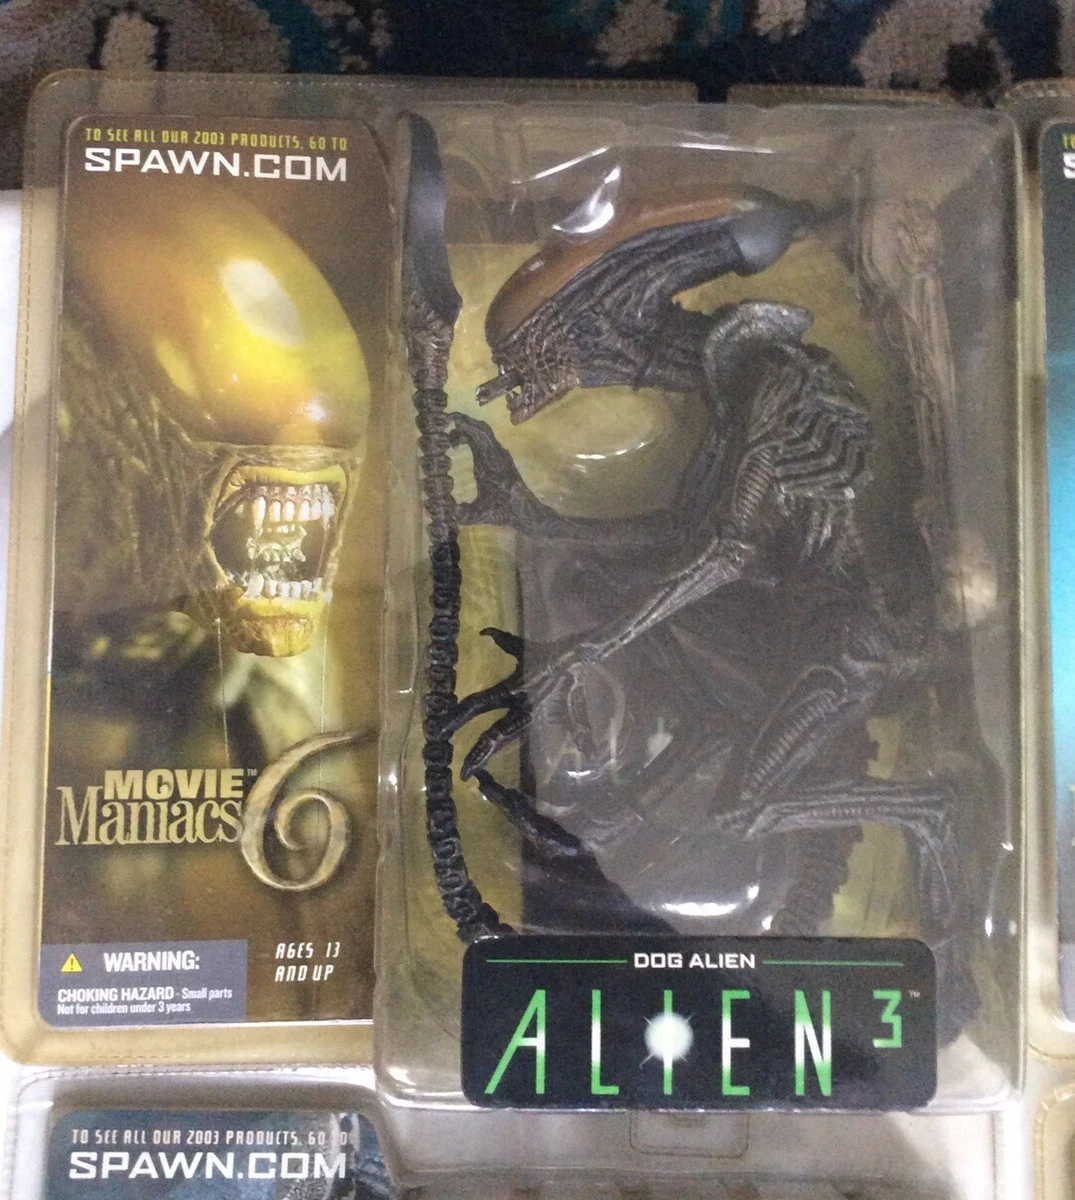 TO SEE ALL OUR 2003 PRODUCTS, GO TO
SPAWN.COM
MOVIE™
Maniacs 6
⚠ WARNING:
CHOKING HAZARD - Small parts
Not for children under 3 years
AGES 13
AND UP
DOG ALIEN
ALIEN 3™
TO SEE ALL OUR 2003 PRODUCTS, GO TO
SPAWN.COM